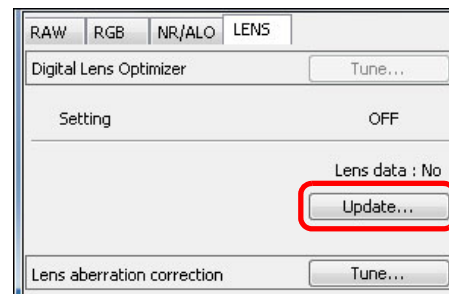 RAW RGB NR/ALO LENS
Digital Lens Optimizer Tune...
Setting OFF
Lens data : No
Update...
Lens aberration correction Tune...